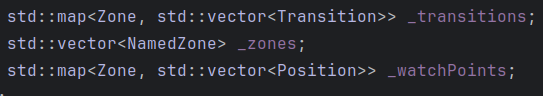 std::map<Zone, std::vector<Transition>> _transitions;
std::vector<NamedZone> _zones;
std::map<Zone, std::vector<Position>> _watchPoints;